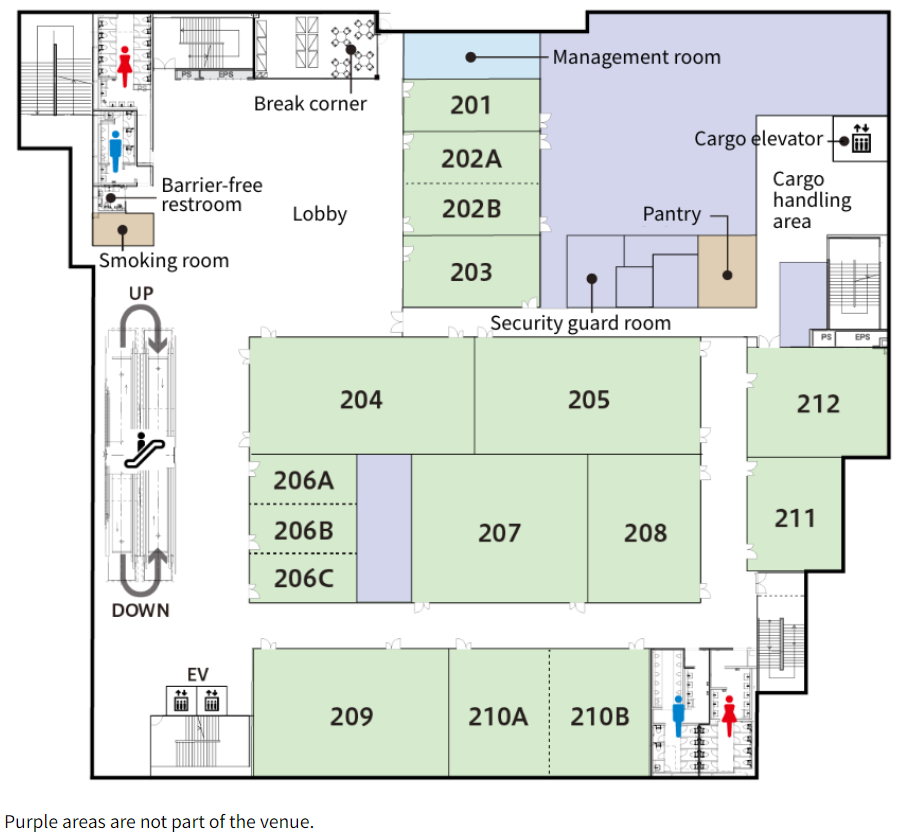 PS
EPS
Management room
Break corner
201
Cargo elevator
202A
Barrier-free
restroom
Cargo
handling
area
202B
Lobby
Pantry
Smoking room
203
UP
Security guard room
PS
EPS
204
205
212
206A
206B
207
208
211
206C
DOWN
EV
209
210A
210B
Purple areas are not part of the venue.